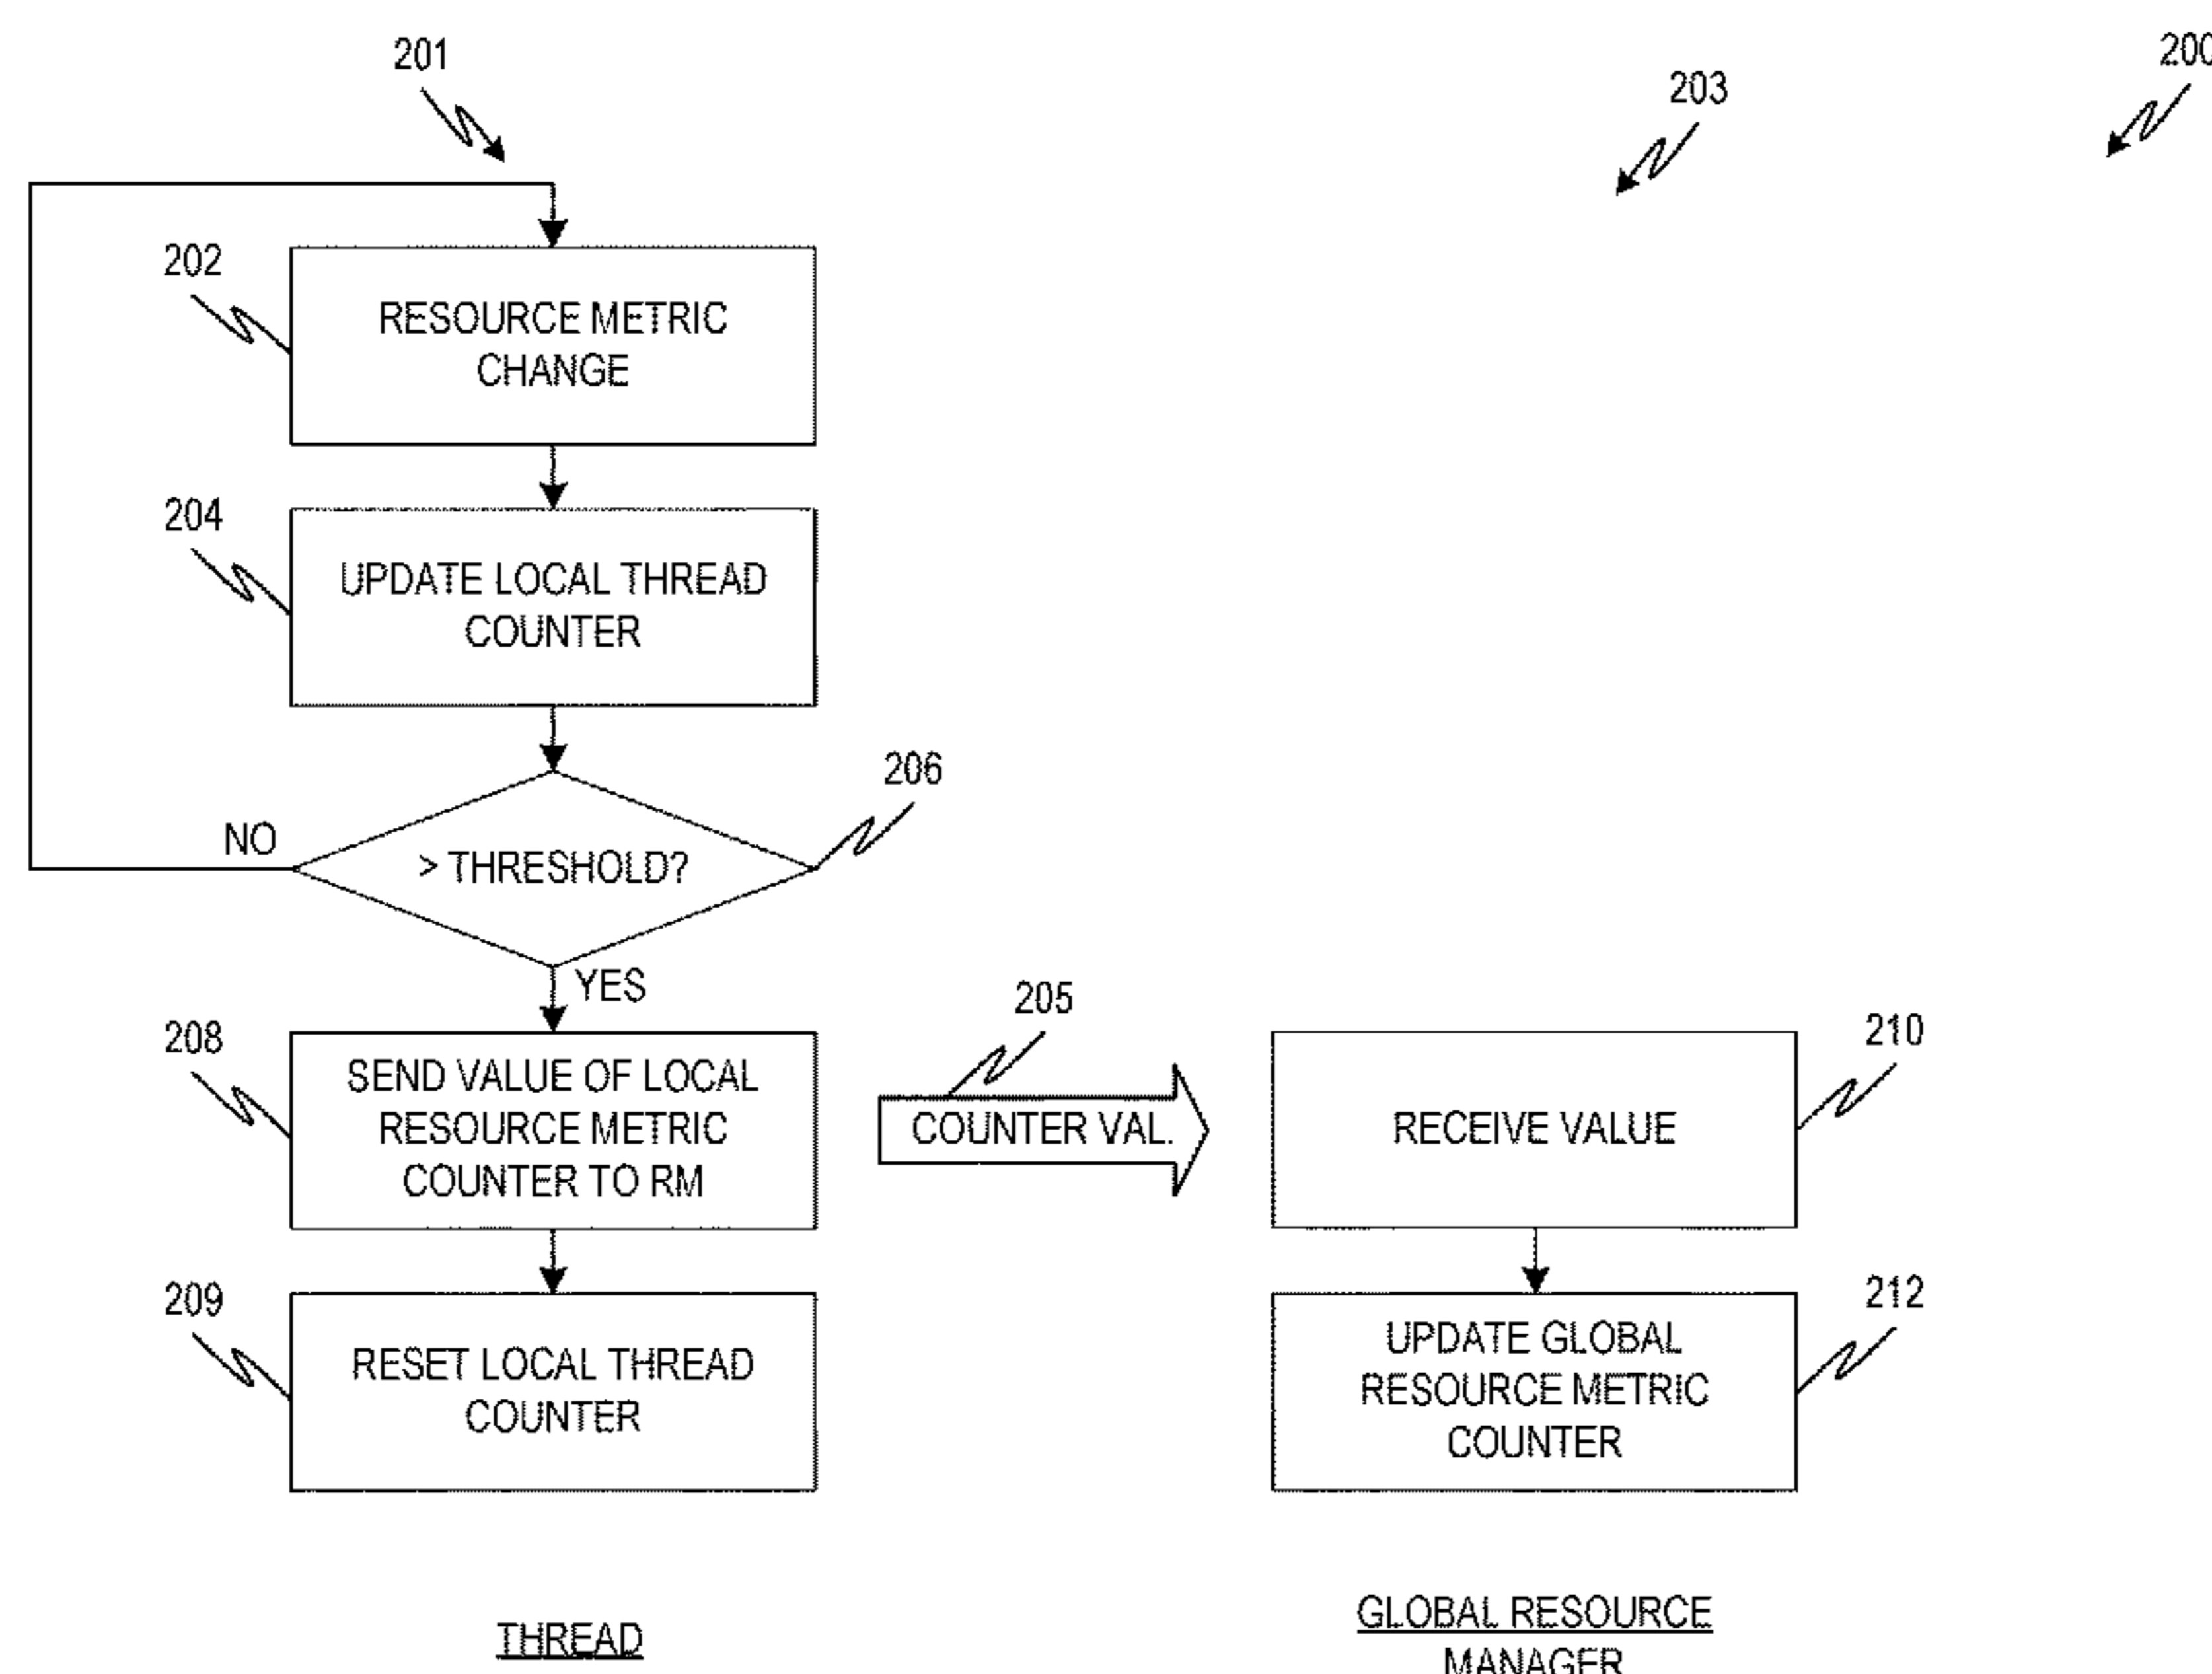 201
203
200
202
RESOURCE METRIC
CHANGE
204
UPDATE LOCAL THREAD
COUNTER
206
NO
> THRESHOLD?
YES
208
SEND VALUE OF LOCAL
RESOURCE METRIC
COUNTER TO RM
205
COUNTER VAL.
210
RECEIVE VALUE
209
RESET LOCAL THREAD
COUNTER
212
UPDATE GLOBAL
RESOURCE METRIC
COUNTER
THREAD
GLOBAL RESOURCE
MANAGER